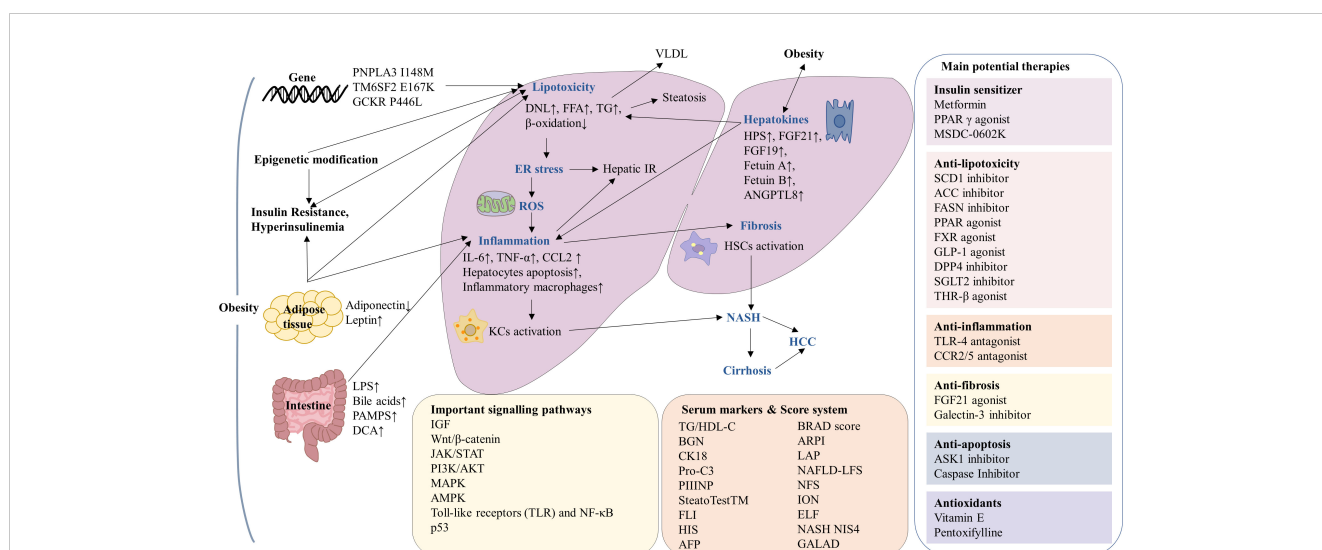 Gene
PNPLA3 I148M
TM6SF2 E167K
GCKR P446L
Epigenetic modification
Insulin Resistance,
Hyperinsulinemia
Obesity
Adipose
tissue
Adiponectin↓
Leptin↑
Intestine
LPS↑
Bile acids↑
PAMPS↑
DCA↑
Lipotoxicity
DNL↑, FFA↑, TG↑,
β-oxidation↓
VLDL
Steatosis
ER stress
Hepatic IR
ROS
Inflammation
IL-6↑, TNF-α↑, CCL2 ↑
Hepatocytes apoptosis↑,
Inflammatory macrophages↑
KCs activation
Obesity
Hepatokines
HPS↑, FGF21↑,
FGF19↑,
Fetuin A↑,
Fetuin B↑,
ANGPTL8↑
Fibrosis
HSCs activation
NASH
HCC
Cirrhosis
Important signalling pathways
IGF
Wnt/β-catenin
JAK/STAT
PI3K/AKT
MAPK
AMPK
Toll-like receptors (TLR) and NF-κB
p53
Serum markers & Score system
TG/HDL-C
BGN
CK18
Pro-C3
PIIINP
SteatoTestTM
FLI
HIS
AFP
BRAD score
ARPI
LAP
NAFLD-LFS
NFS
ION
ELF
NASH NIS4
GALAD
Main potential therapies
Insulin sensitizer
Metformin
PPAR γ agonist
MSDC-0602K
Anti-lipotoxicity
SCD1 inhibitor
ACC inhibitor
FASN inhibitor
PPAR agonist
FXR agonist
GLP-1 agonist
DPP4 inhibitor
SGLT2 inhibitor
THR-β agonist
Anti-inflammation
TLR-4 antagonist
CCR2/5 antagonist
Anti-fibrosis
FGF21 agonist
Galectin-3 inhibitor
Anti-apoptosis
ASK1 inhibitor
Caspase Inhibitor
Antioxidants
Vitamin E
Pentoxifylline